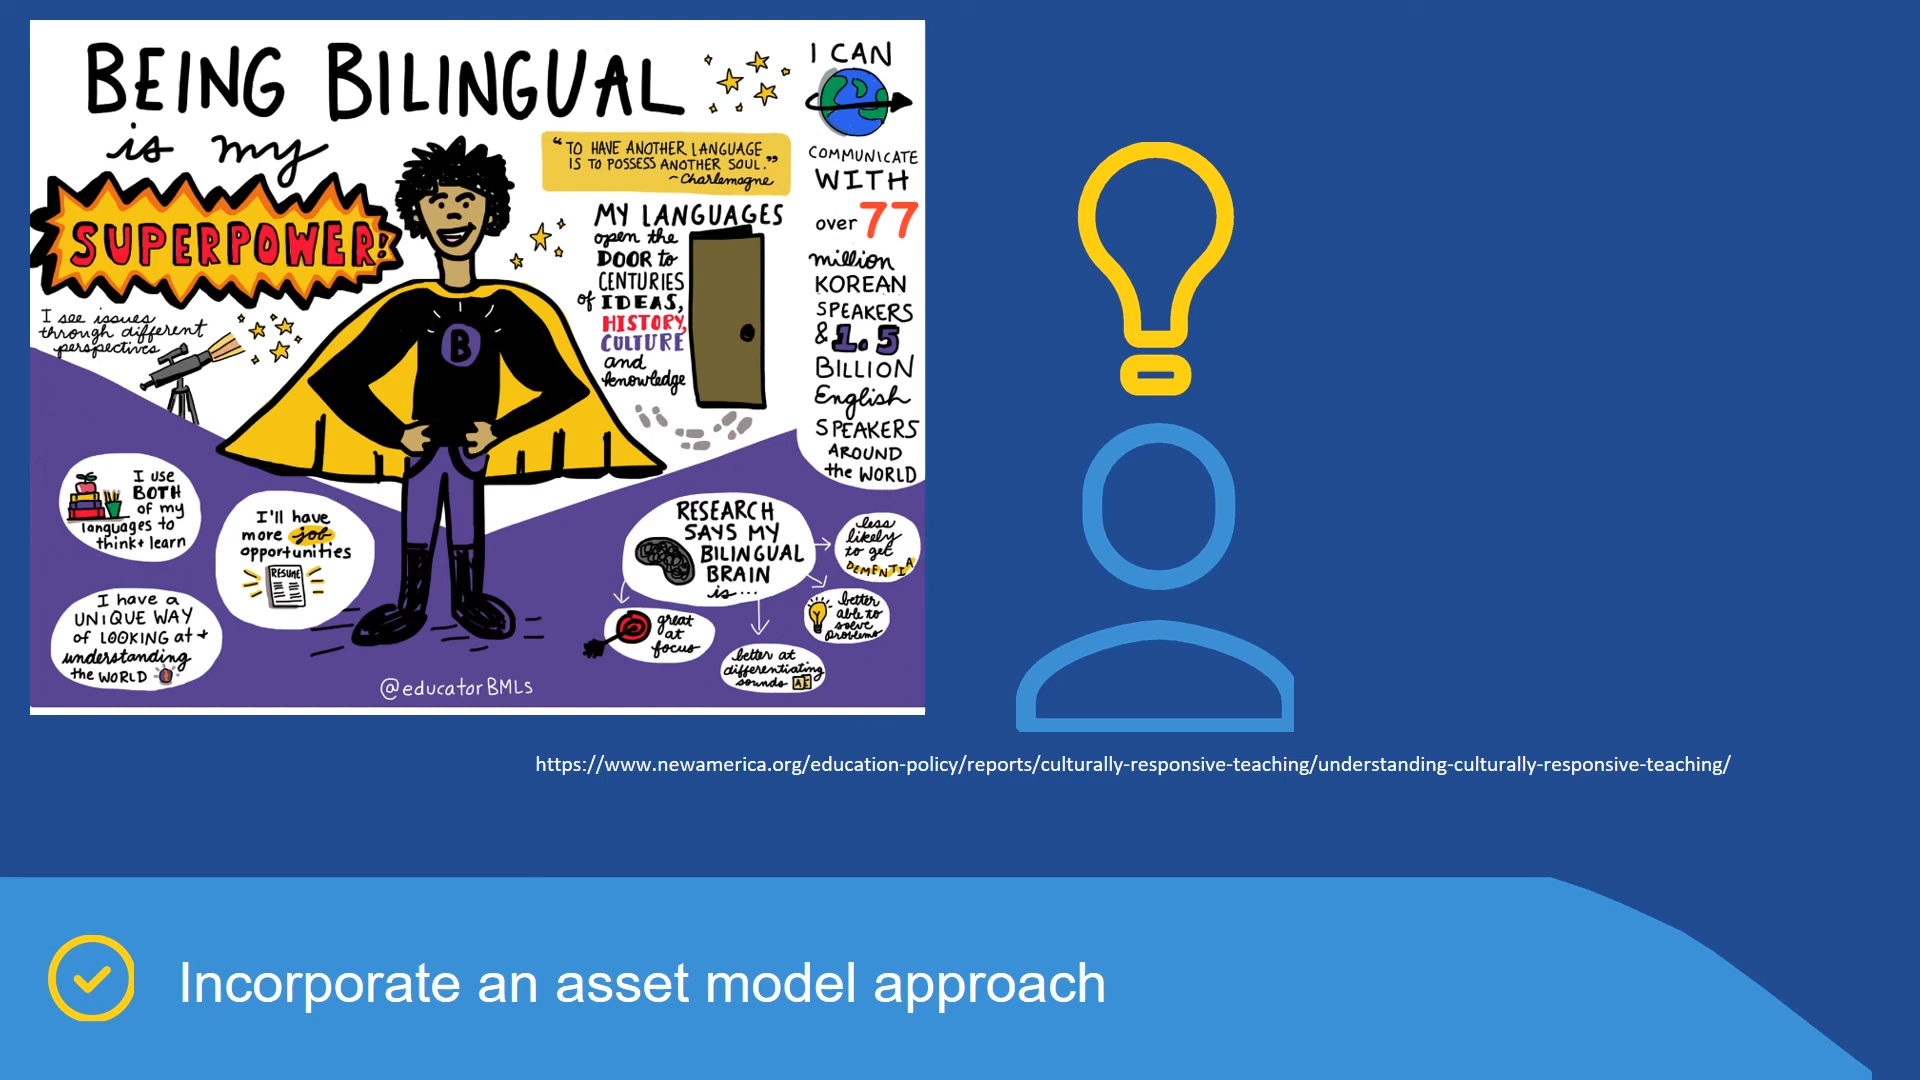 BEING BILINGUAL
is my
SUPERPOWER!
I see issues
through different
perspectives
"TO HAVE ANOTHER LANGUAGE
IS TO POSSESS ANOTHER SOUL."
~Charlemagne
MY LANGUAGES
open the
DOOR to
CENTURIES
of IDEAS,
HISTORY,
CULTURE
and
knowledge
I CAN
COMMUNICATE
WITH
over 77
million
KOREAN
SPEAKERS
& 1.5
BILLION
English
SPEAKERS
AROUND
the WORLD
B
I use
BOTH
of my
languages to
think + learn
I'll have
more job
opportunities
RESUME
I have a
UNIQUE WAY
of LOOKING at +
understanding
the WORLD
RESEARCH
SAYS MY
BILINGUAL
BRAIN
is...
great
at
focus
better at
differentiating
sounds AE
better
able to
solve
problems
less
likely
to get
DEMENTIA
@educatorBMLs
https://www.newamerica.org/education-policy/reports/culturally-responsive-teaching/understanding-culturally-responsive-teaching/
Incorporate an asset model approach